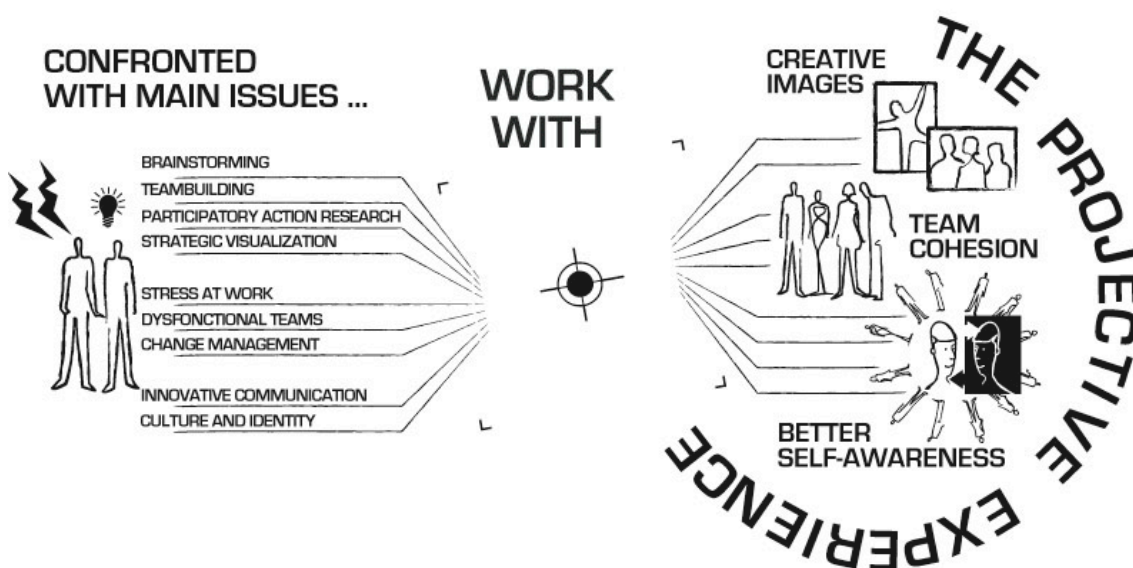 CONFRONTED
WITH MAIN ISSUES ...
BRAINSTORMING
TEAMBUILDING
PARTICIPATORY ACTION RESEARCH
STRATEGIC VISUALIZATION
STRESS AT WORK
DYSFONCTIONAL TEAMS
CHANGE MANAGEMENT
INNOVATIVE COMMUNICATION
CULTURE AND IDENTITY
WORK
WITH
CREATIVE
IMAGES
TEAM
COHESION
BETTER
SELF-AWARENESS
THE PROJECTIVE EXPERIENCE